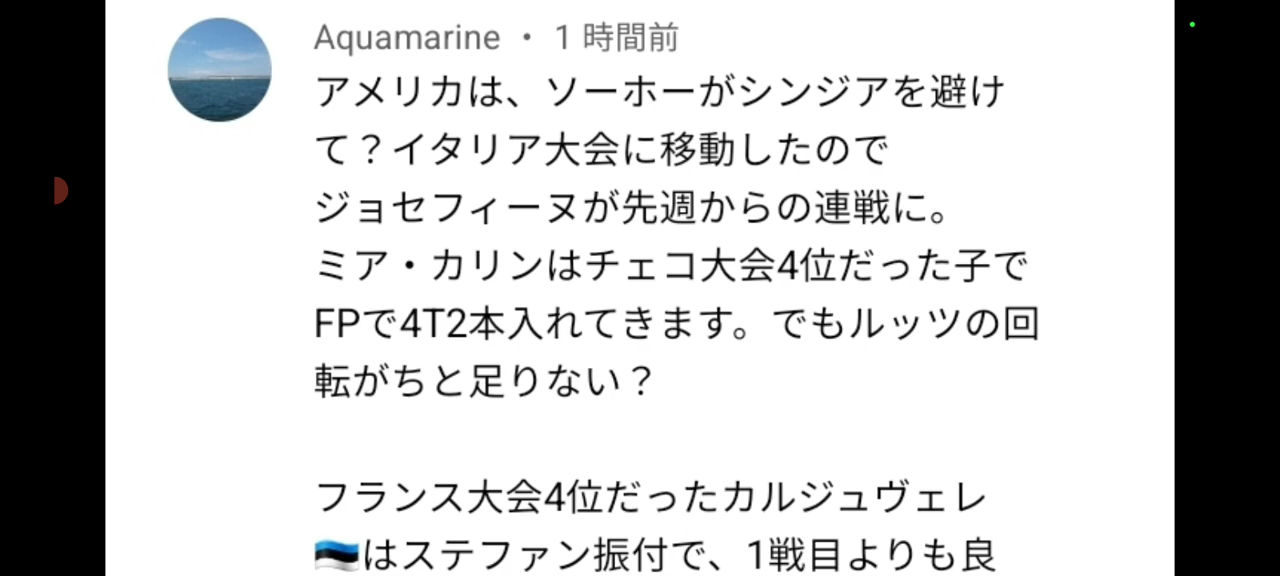 Aquamarine ・ 1 時間前
アメリカは、ソーホーがシンジアを避け
て？イタリア大会に移動したので
ジョセフィーヌが先週からの連戦に。
ミア・カリンはチェコ大会4位だった子で
FPで4T2本入れてきます。でもルッツの回
転がちと足りない？
フランス大会4位だったカルジュヴェレ
🇪🇪はステファン振付で、1戦目よりも良